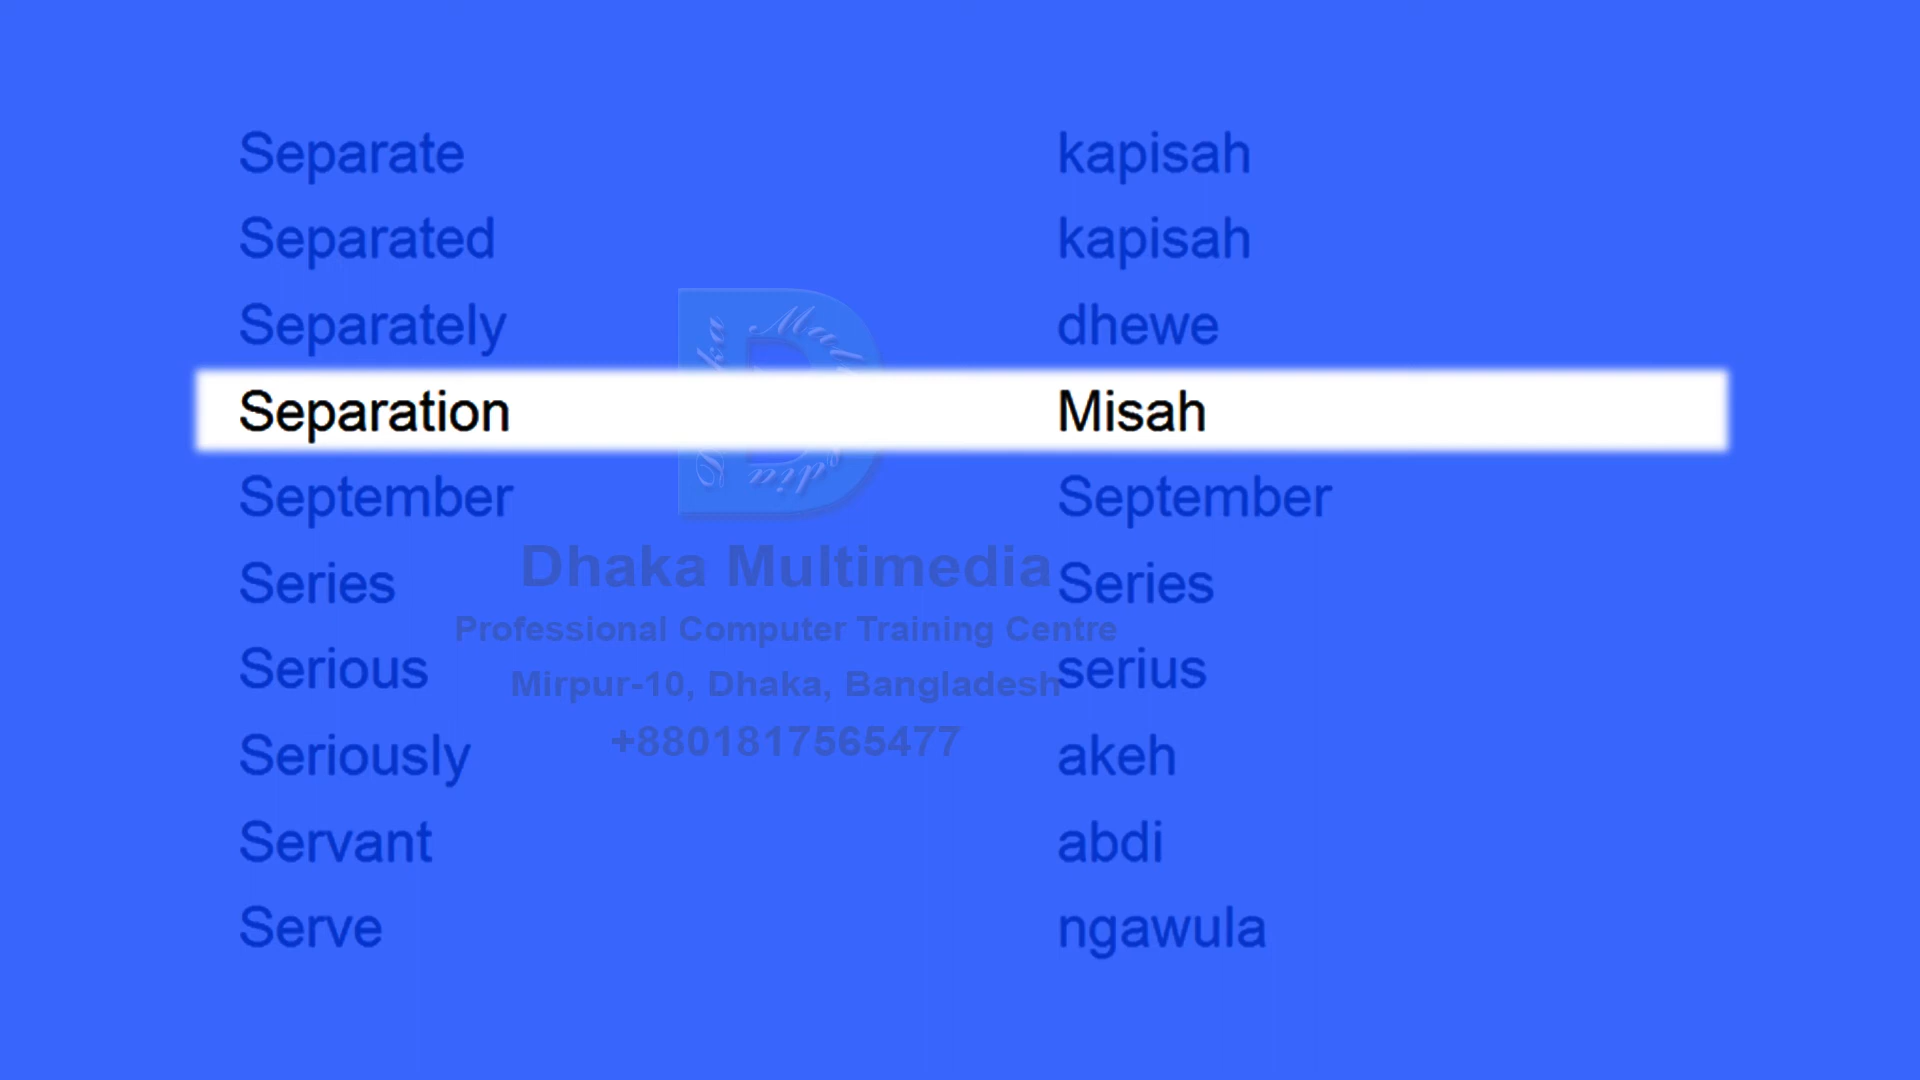 Separate kapisah
Separated kapisah
Separately dhewe
Separation Misah
September September
Series Series
Serious serius
Seriously akeh
Servant abdi
Serve ngawula
Dhaka Multimedia
Professional Computer Training Centre
Mirpur-10, Dhaka, Bangladesh
+8801817565477